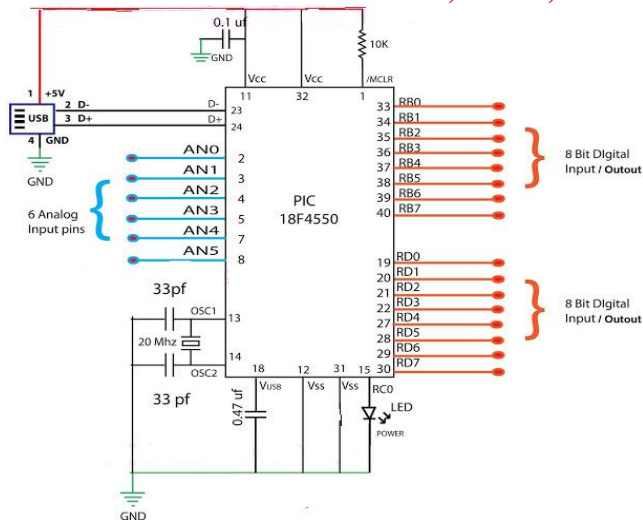 0.1 uf
GND
10K
Vcc
Vcc
/MCLR
11
32
1
1 +5V
USB
2 D-
3 D+
4 GND
GND
D-
D+
23
24
AN0
AN1
AN2
AN3
AN4
AN5
2
3
4
5
7
8
6 Analog
Input pins
PIC
18F4550
33
34
35
36
37
38
39
40
RB0
RB1
RB2
RB3
RB4
RB5
RB6
RB7
8 Bit DIgital
Input / Outout
19
20
21
22
27
28
29
30
RD0
RD1
RD2
RD3
RD4
RD5
RD6
RD7
8 Bit DIgital
Input / Outout
33pf
OSC1
13
20 Mhz
14
OSC2
33 pf
18
12
31
15
VUSB
Vss
Vss
RC0
0.47 uf
LED
POWER
GND